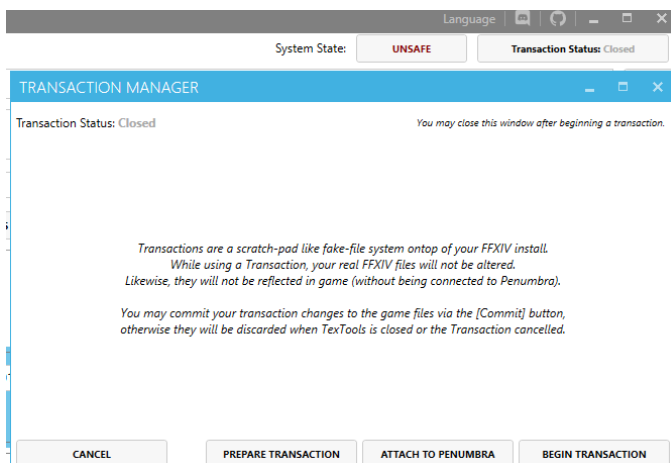 Language
System State:
UNSAFE
Transaction Status: Closed
TRANSACTION MANAGER
Transaction Status: Closed
You may close this window after beginning a transaction.
Transactions are a scratch-pad like fake-file system ontop of your FFXIV install.
While using a Transaction, your real FFXIV files will not be altered.
Likewise, they will not be reflected in game (without being connected to Penumbra).
You may commit your transaction changes to the game files via the [Commit] button,
otherwise they will be discarded when TexTools is closed or the Transaction cancelled.
CANCEL
PREPARE TRANSACTION
ATTACH TO PENUMBRA
BEGIN TRANSACTION